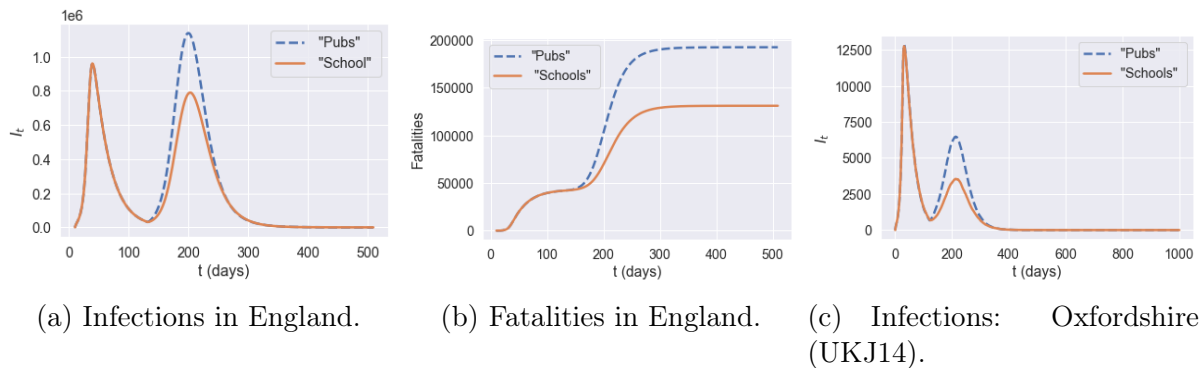 1e6
1.0
0.8
0.6
0.4
0.2
0.0
I_t
"Pubs"
"School"
0 100 200 300 400 500
t (days)
200000
150000
100000
50000
0
Fatalities
"Pubs"
"Schools"
0 100 200 300 400 500
t (days)
12500
10000
7500
5000
2500
0
I_t
"Pubs"
"Schools"
0 200 400 600 800 1000
t (days)
(a) Infections in England.
(b) Fatalities in England.
(c) Infections: Oxfordshire
(UKJ14).